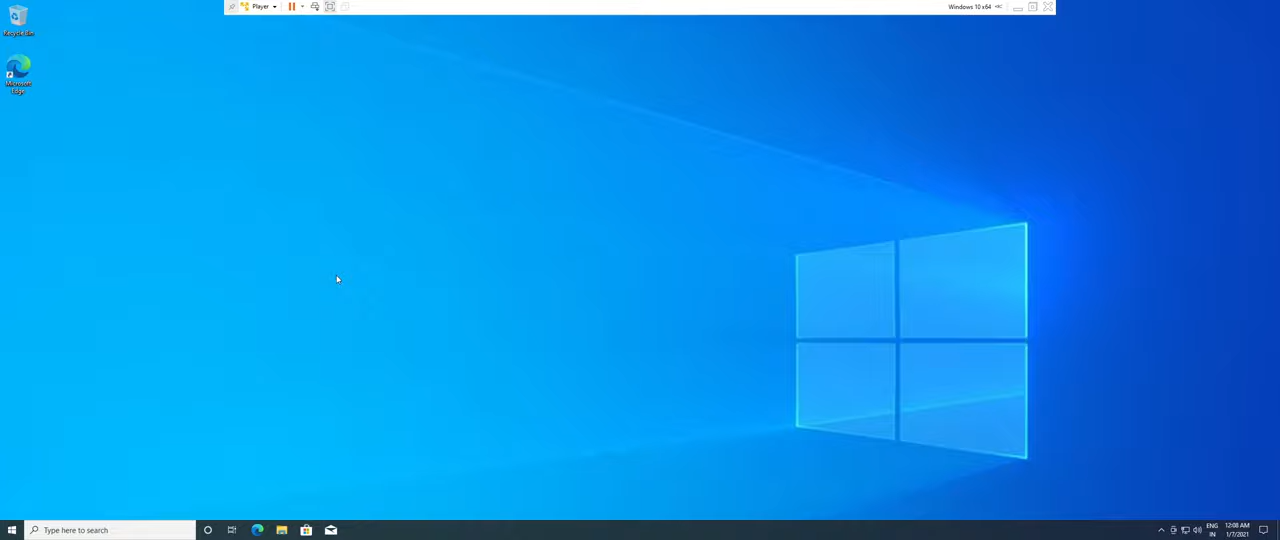 Player
Windows 10 x64
Recycle Bin
Microsoft
Edge
Type here to search
ENG
IN
12:08 AM
1/7/2021